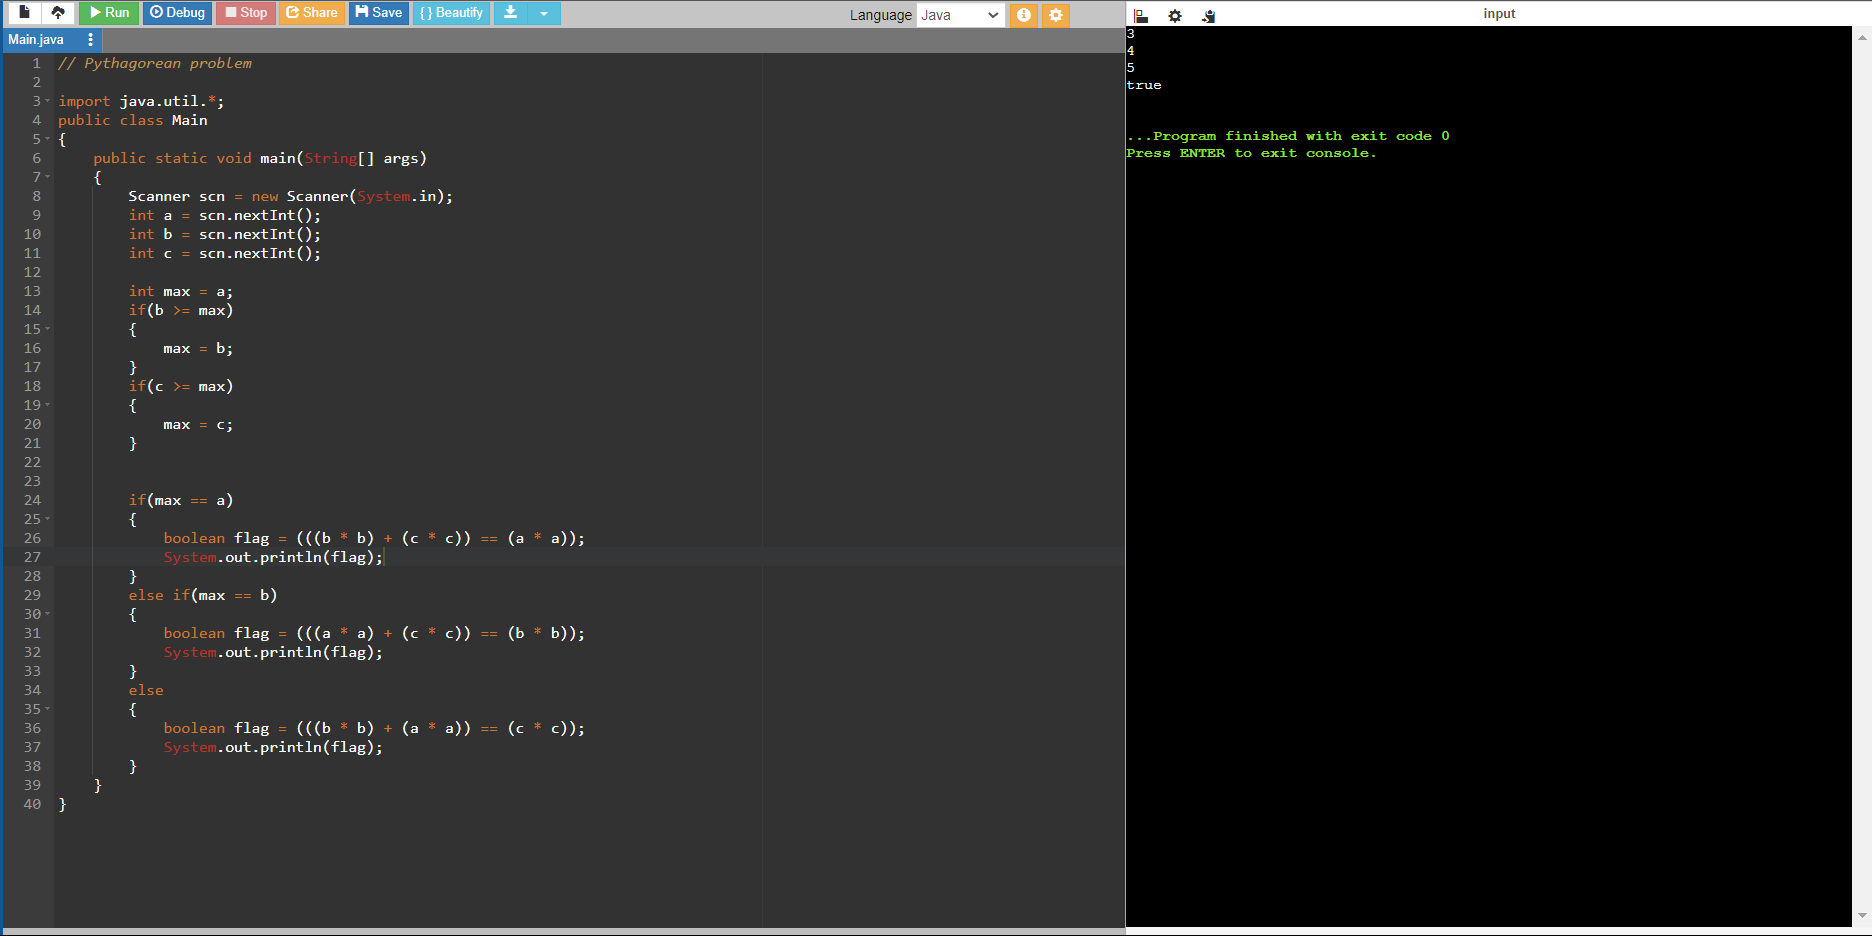 Run Debug Stop Share Save { } Beautify Language Java input
Main.java
1 // Pythagorean problem
2
3 import java.util.*;
4 public class Main
5 {
6     public static void main(String[] args)
7     {
8         Scanner scn = new Scanner(System.in);
9         int a = scn.nextInt();
10         int b = scn.nextInt();
11         int c = scn.nextInt();
12
13         int max = a;
14         if(b >= max)
15         {
16             max = b;
17         }
18         if(c >= max)
19         {
20             max = c;
21         }
22
23
24         if(max == a)
25         {
26             boolean flag = (((b * b) + (c * c)) == (a * a));
27             System.out.println(flag);
28         }
29         else if(max == b)
30         {
31             boolean flag = (((a * a) + (c * c)) == (b * b));
32             System.out.println(flag);
33         }
34         else
35         {
36             boolean flag = (((b * b) + (a * a)) == (c * c));
37             System.out.println(flag);
38         }
39     }
40 }
3
4
5
true
...Program finished with exit code 0
Press ENTER to exit console.